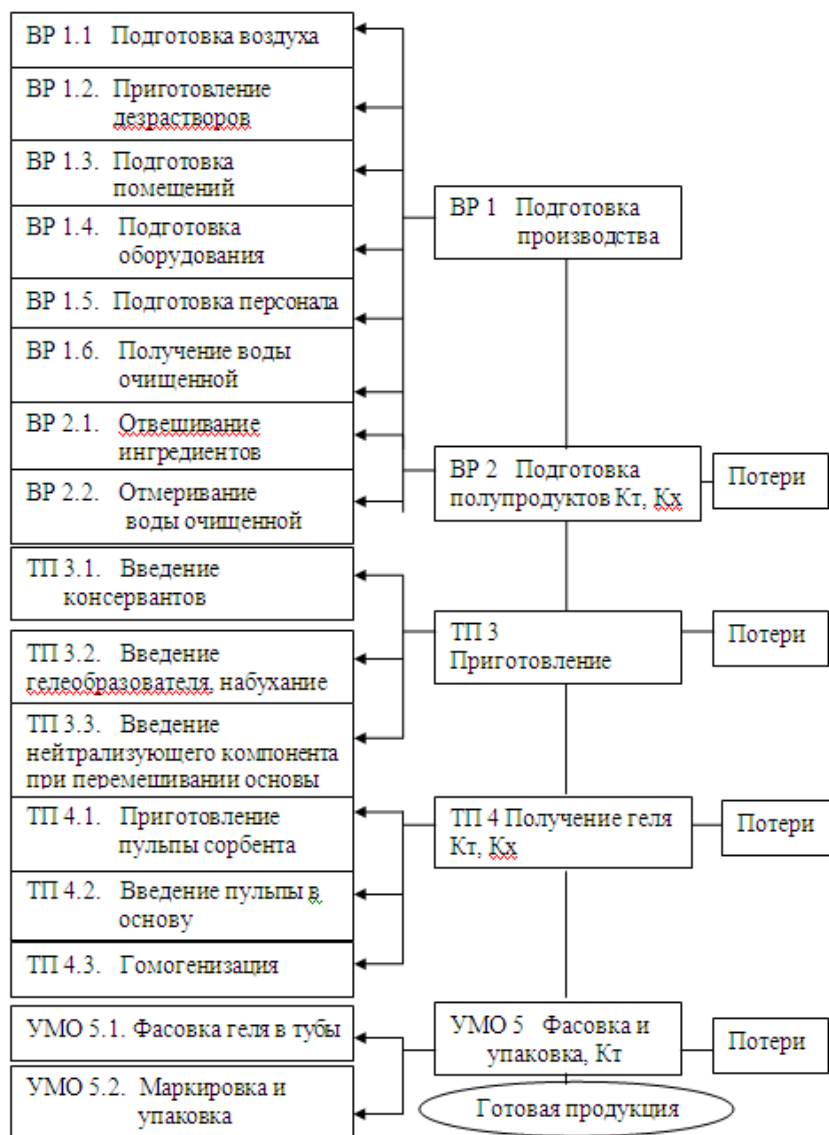 ВР 1.1 Подготовка воздуха
ВР 1.2. Приготовление
дезрастворов
ВР 1.3. Подготовка
помещений
ВР 1.4. Подготовка
оборудования
ВР 1.5. Подготовка персонала
ВР 1.6. Получение воды
очищенной
ВР 2.1. Отвешивание
ингредиентов
ВР 2.2. Отмеривание
воды очищенной
ТП 3.1. Введение
консервантов
ТП 3.2. Введение
гелеобразователя, набухание
ТП 3.3. Введение
нейтрализующего компонента
при перемешивании основы
ТП 4.1. Приготовление
пульпы сорбента
ТП 4.2. Введение пульпы в
основу
ТП 4.3. Гомогенизация
УМО 5.1. Фасовка геля в тубы
УМО 5.2. Маркировка и
упаковка
ВР 1 Подготовка
производства
ВР 2 Подготовка
полупродуктов Кт, Кх
Потери
ТП 3
Приготовление
Потери
ТП 4 Получение геля
Кт, Кх
Потери
УМО 5 Фасовка и
упаковка, Кт
Потери
Готовая продукция